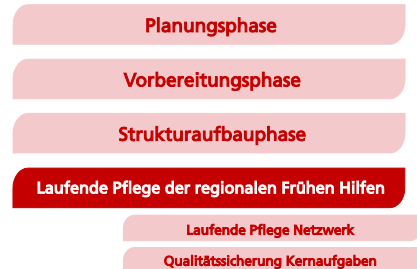 Planungsphase
Vorbereitungsphase
Strukturaufbauphase
Laufende Pflege der regionalen Frühen Hilfen
Laufende Pflege Netzwerk
Qualitätssicherung Kernaufgaben